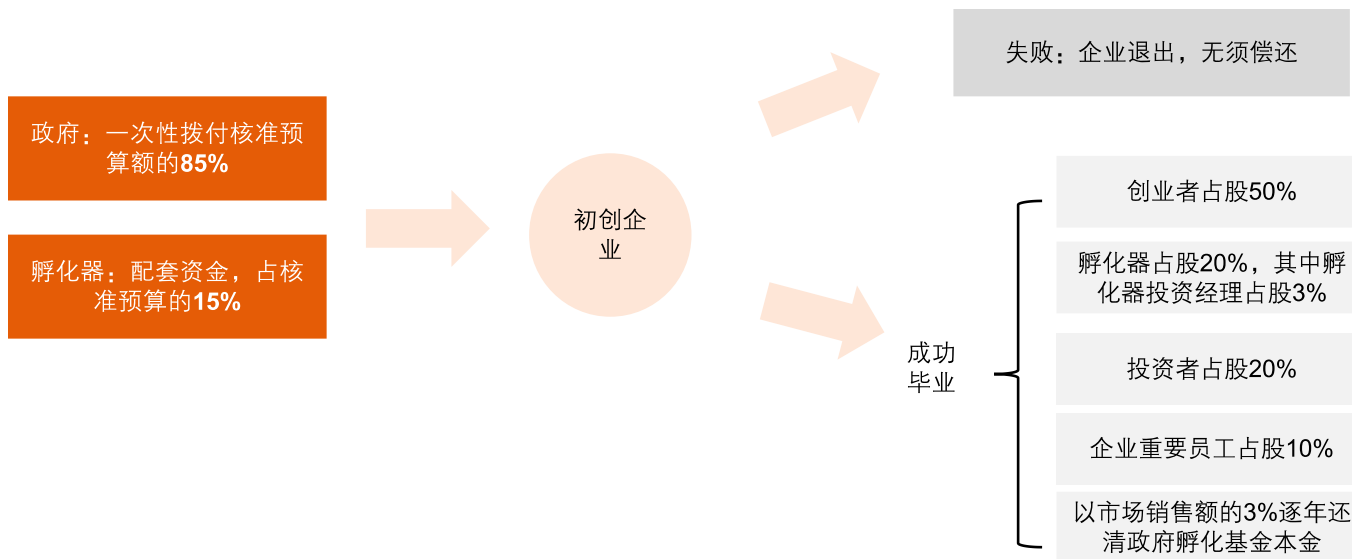 政府：一次性拨付核准预
算额的85%
孵化器：配套资金，占核
准预算的15%
初创企
业
失败：企业退出，无须偿还
成功
毕业
创业者占股50%
孵化器占股20%，其中孵
化器投资经理占股3%
投资者占股20%
企业重要员工占股10%
以市场销售额的3%逐年还
清政府孵化基金本金